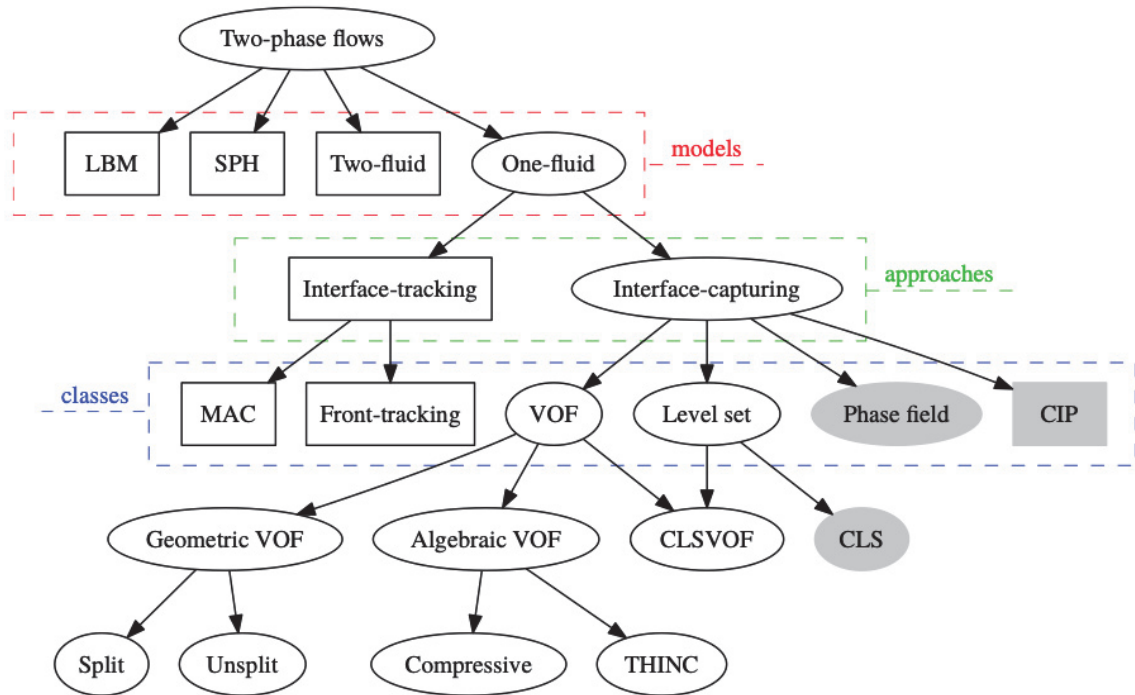 Two-phase flows
LBM
SPH
Two-fluid
One-fluid
models
Interface-tracking
Interface-capturing
approaches
classes
MAC
Front-tracking
VOF
Level set
Phase field
CIP
Geometric VOF
Algebraic VOF
CLSVOF
CLS
Split
Unsplit
Compressive
THINC